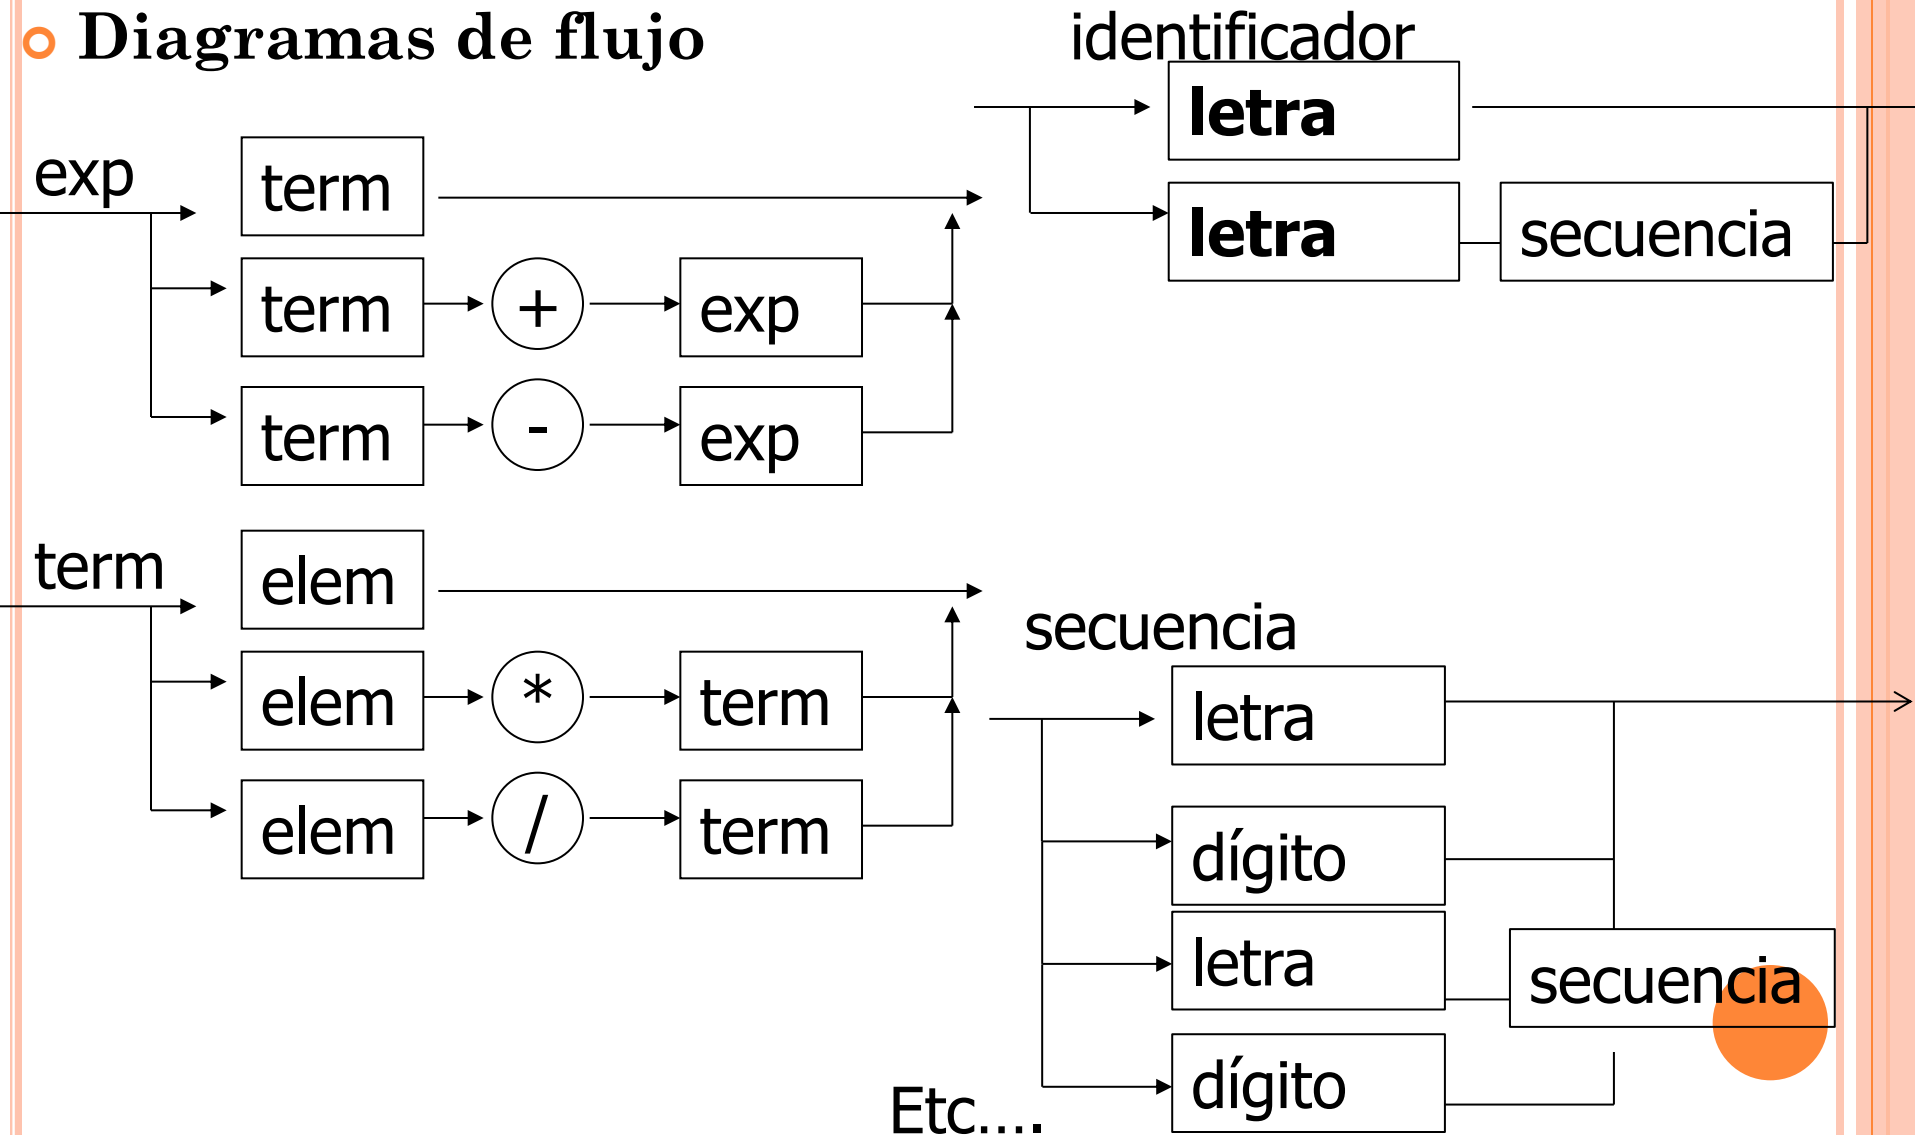 Diagramas de flujo
exp
term
term + exp
term - exp
term
elem
elem * term
elem / term
identificador
letra
letra secuencia
secuencia
letra
dígito
letra
secuencia
dígito
Etc....